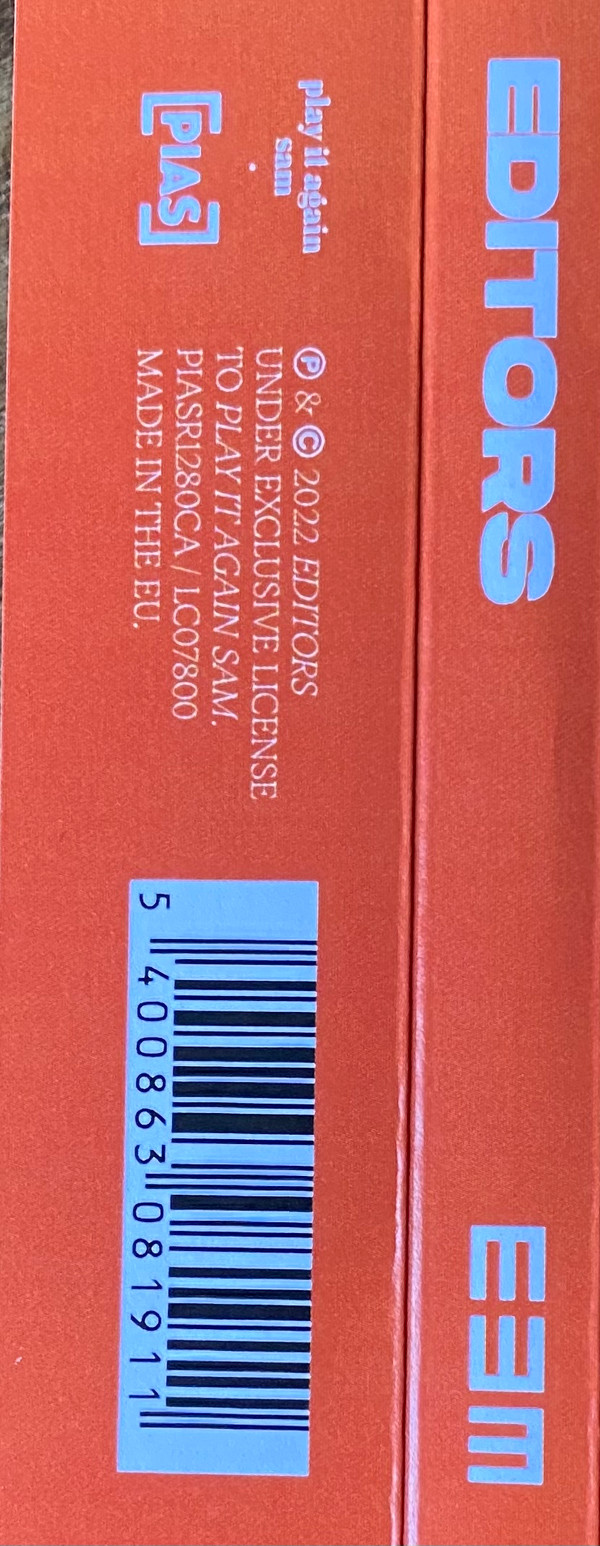 EDITORS EBM
play it again
sam
[PIAS]
℗ & © 2022 EDITORS
UNDER EXCLUSIVE LICENSE
TO PLAY IT AGAIN SAM.
PIASR1280CA / LC07800
MADE IN THE EU.
5 400863 081911